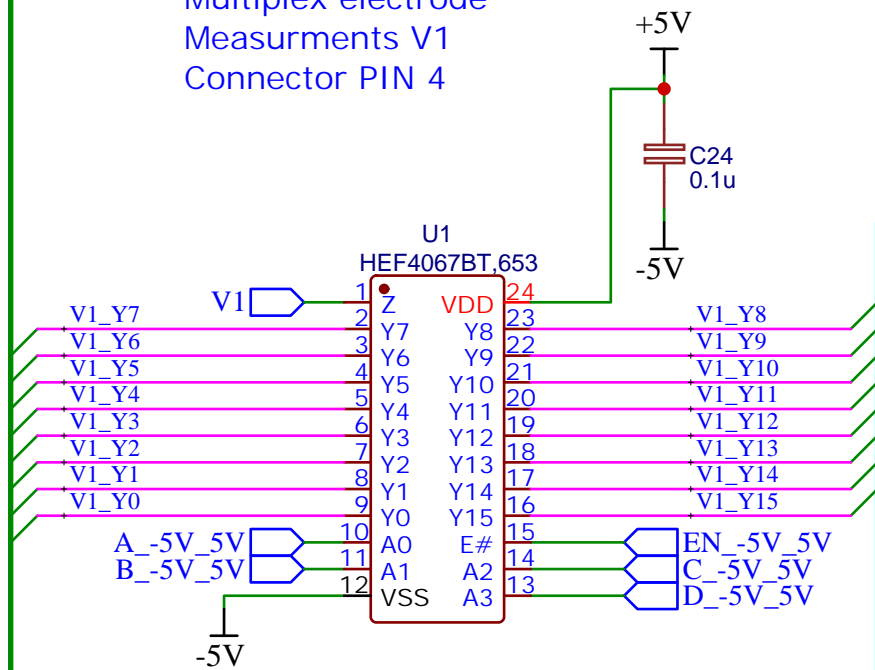 Multiplex electrode
Measurments V1
Connector PIN 4
+5V
C24
0.1u
-5V
U1
HEF4067BT,653
V1 1 Z VDD 24
V1_Y7 2 Y7 Y8 23 V1_Y8
V1_Y6 3 Y6 Y9 22 V1_Y9
V1_Y5 4 Y5 Y10 21 V1_Y10
V1_Y4 5 Y4 Y11 20 V1_Y11
V1_Y3 6 Y3 Y12 19 V1_Y12
V1_Y2 7 Y2 Y13 18 V1_Y13
V1_Y1 8 Y1 Y14 17 V1_Y14
V1_Y0 9 Y0 Y15 16 V1_Y15
A_-5V_5V 10 A0 E# 15 EN_-5V_5V
B_-5V_5V 11 A1 A2 14 C_-5V_5V
12 VSS A3 13 D_-5V_5V
-5V